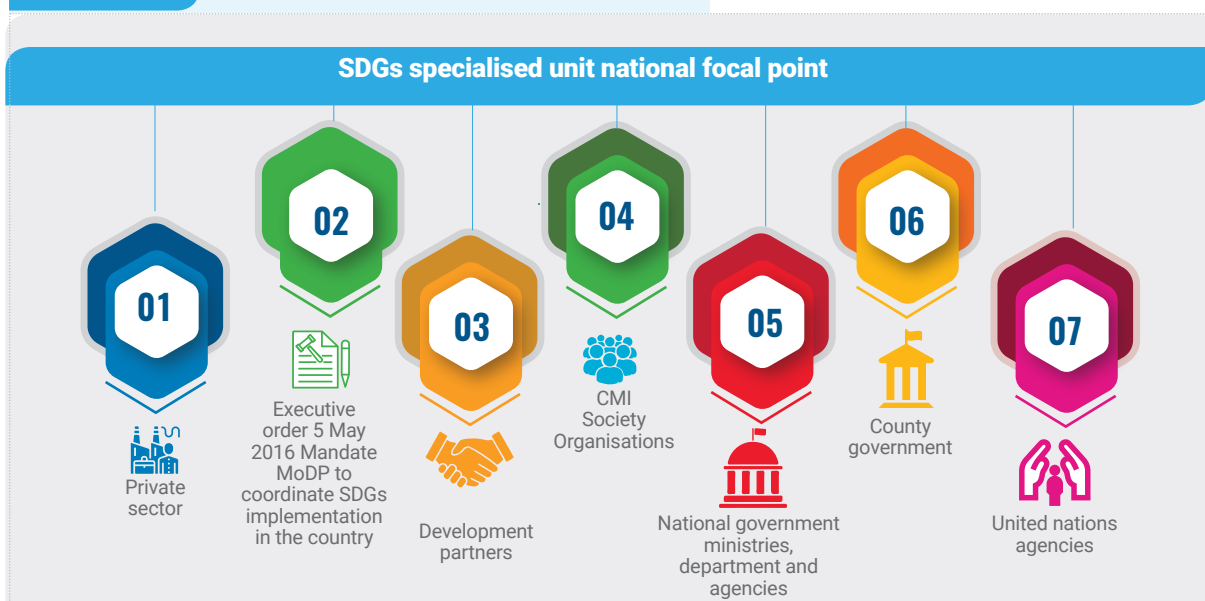 SDGs specialised unit national focal point
01
Private
sector
02
Executive
order 5 May
2016 Mandate
MoDP to
coordinate SDGs
implementation
in the country
03
Development
partners
04
CMI
Society
Organisations
05
National government
ministries,
department and
agencies
06
County
government
07
United nations
agencies